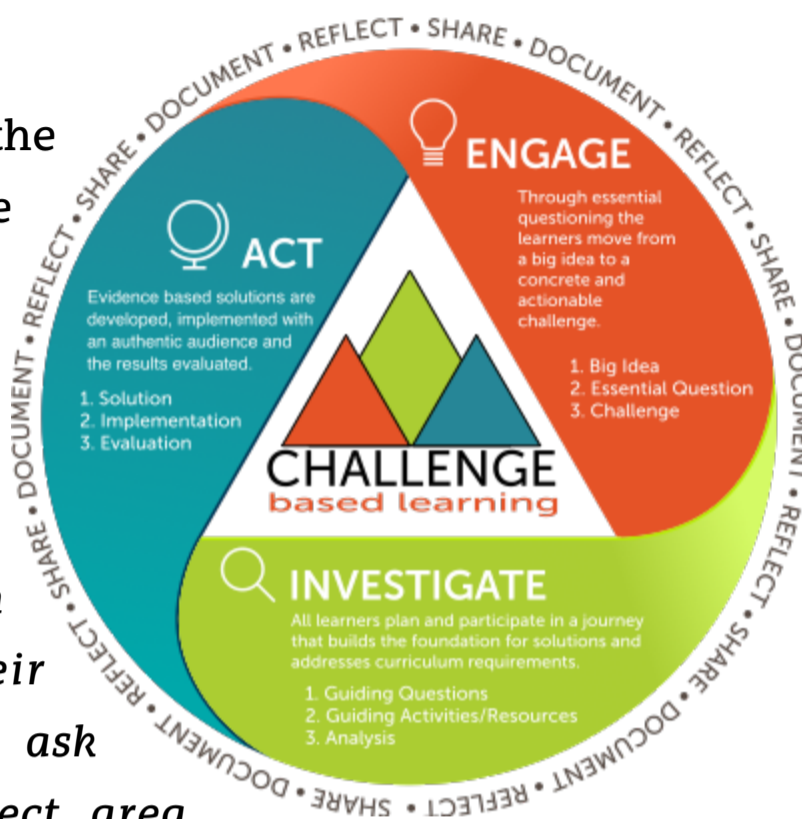 the
e
eir
ask
ect area
DOCUMENT • REFLECT • SHARE • DOCUMENT • REFLECT • SHARE • DOCUMENT • REFLECT • SHARE • DOCUMENT • REFLECT • SHARE • DOCUMENT • REFLECT • SHARE • DOCUMENT • REFLECT • SHARE •
ENGAGE
Through essential
questioning the
learners move from
a big idea to a
concrete and
actionable
challenge.
1. Big Idea
2. Essential Question
3. Challenge
ACT
Evidence based solutions are
developed, implemented with
an authentic audience and
the results evaluated.
1. Solution
2. Implementation
3. Evaluation
CHALLENGE
based learning
INVESTIGATE
All learners plan and participate in a journey
that builds the foundation for solutions and
addresses curriculum requirements.
1. Guiding Questions
2. Guiding Activities/Resources
3. Analysis